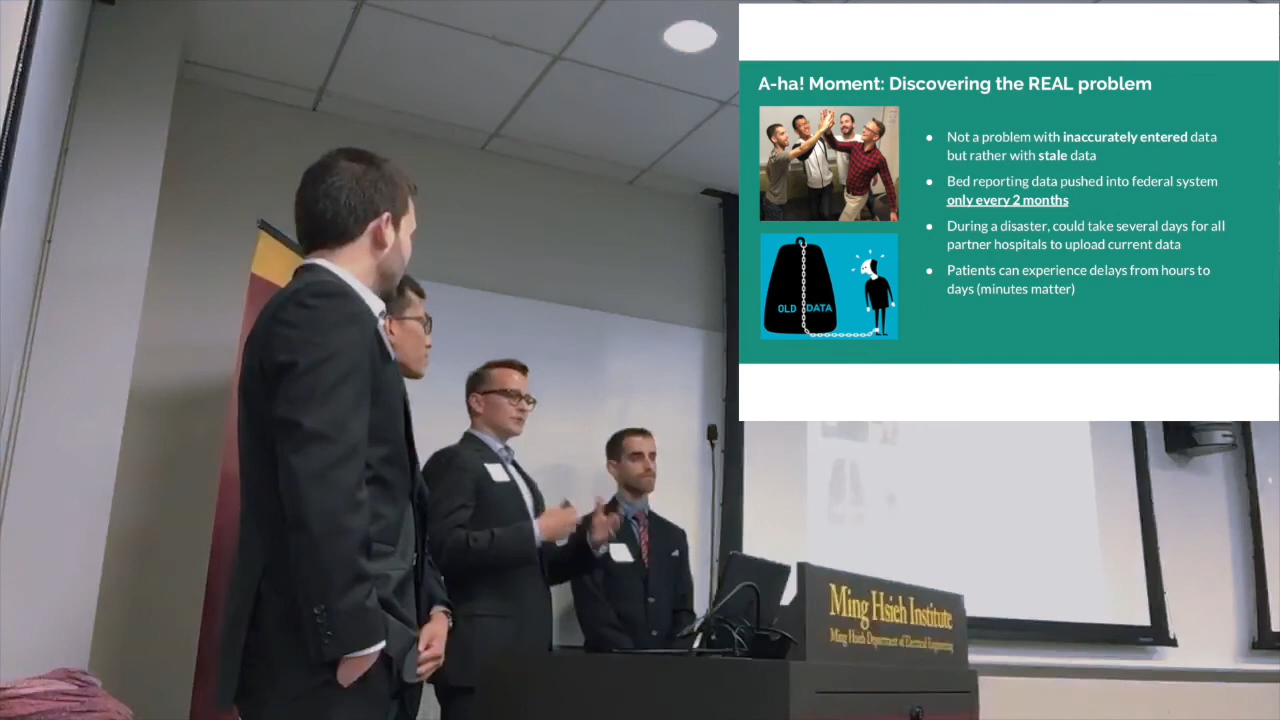 A-ha! Moment: Discovering the REAL problem
● Not a problem with inaccurately entered data
but rather with stale data
● Bed reporting data pushed into federal system
only every 2 months
● During a disaster, could take several days for all
partner hospitals to upload current data
● Patients can experience delays from hours to
days (minutes matter)
OLD DATA
Ming Hsieh Institute
Ming Hsieh Department of Electrical Engineering